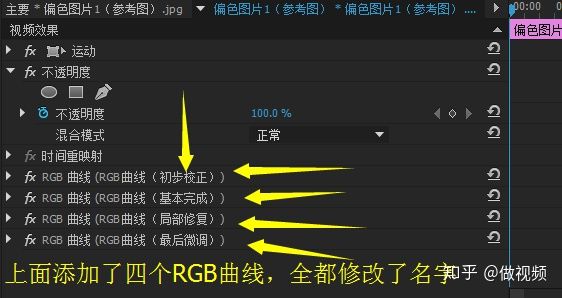 主要 * 偏色图片1（参考图）.jpg
偏色图片1（参考图） * 偏色图片1（参考图）....
00:00
视频效果
偏色图片
fx 运动
fx 不透明度
不透明度 100.0 %
混合模式 正常
fx 时间重映射
fx RGB 曲线 (RGB曲线（初步校正）)
fx RGB 曲线 (RGB曲线（基本完成）)
fx RGB 曲线 (RGB曲线（局部修复）)
fx RGB 曲线 (RGB曲线（最后微调）)
上面添加了四个RGB曲线，全都修改了名字
知乎 @做视频